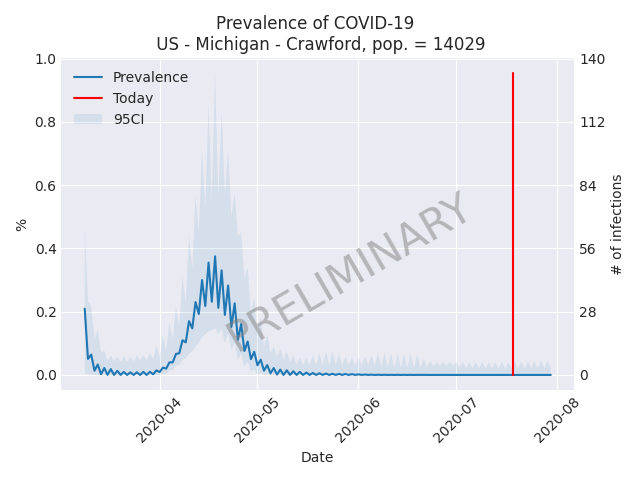 Prevalence of COVID-19
US - Michigan - Crawford, pop. = 14029
Prevalence
Today
95CI
PRELIMINARY
1.0
0.8
0.6
0.4
0.2
0.0
%
140
112
84
56
28
0
# of infections
2020-04
2020-05
2020-06
2020-07
2020-08
Date